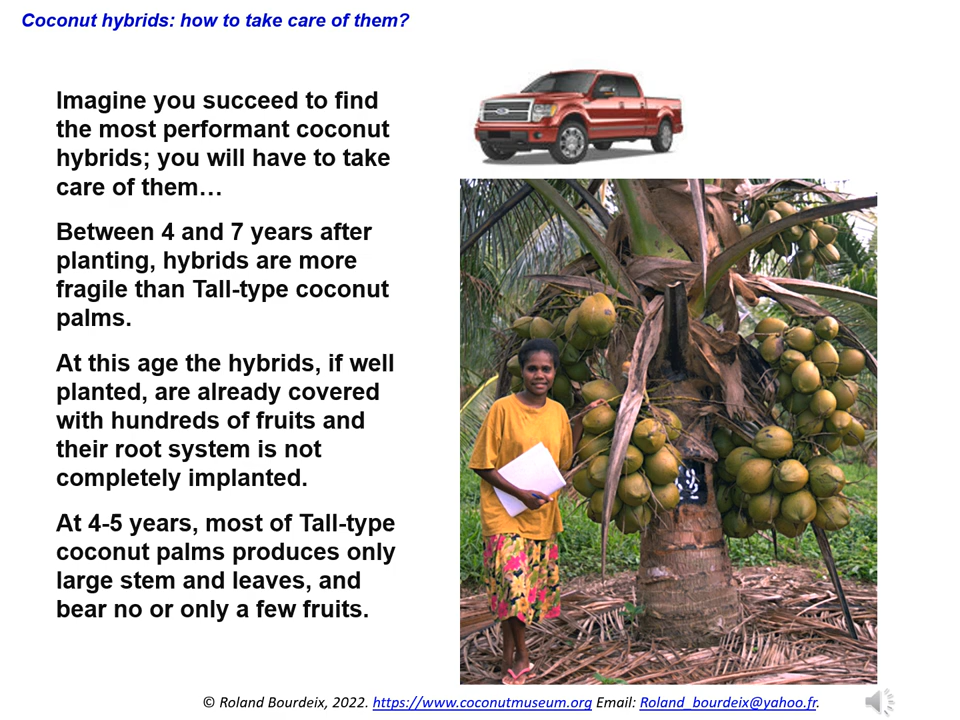 Coconut hybrids: how to take care of them?
Imagine you succeed to find
the most performant coconut
hybrids; you will have to take
care of them…
Between 4 and 7 years after
planting, hybrids are more
fragile than Tall-type coconut
palms.
At this age the hybrids, if well
planted, are already covered
with hundreds of fruits and
their root system is not
completely implanted.
At 4-5 years, most of Tall-type
coconut palms produces only
large stem and leaves, and
bear no or only a few fruits.
© Roland Bourdeix, 2022. https://www.coconutmuseum.org Email: Roland_bourdeix@yahoo.fr.